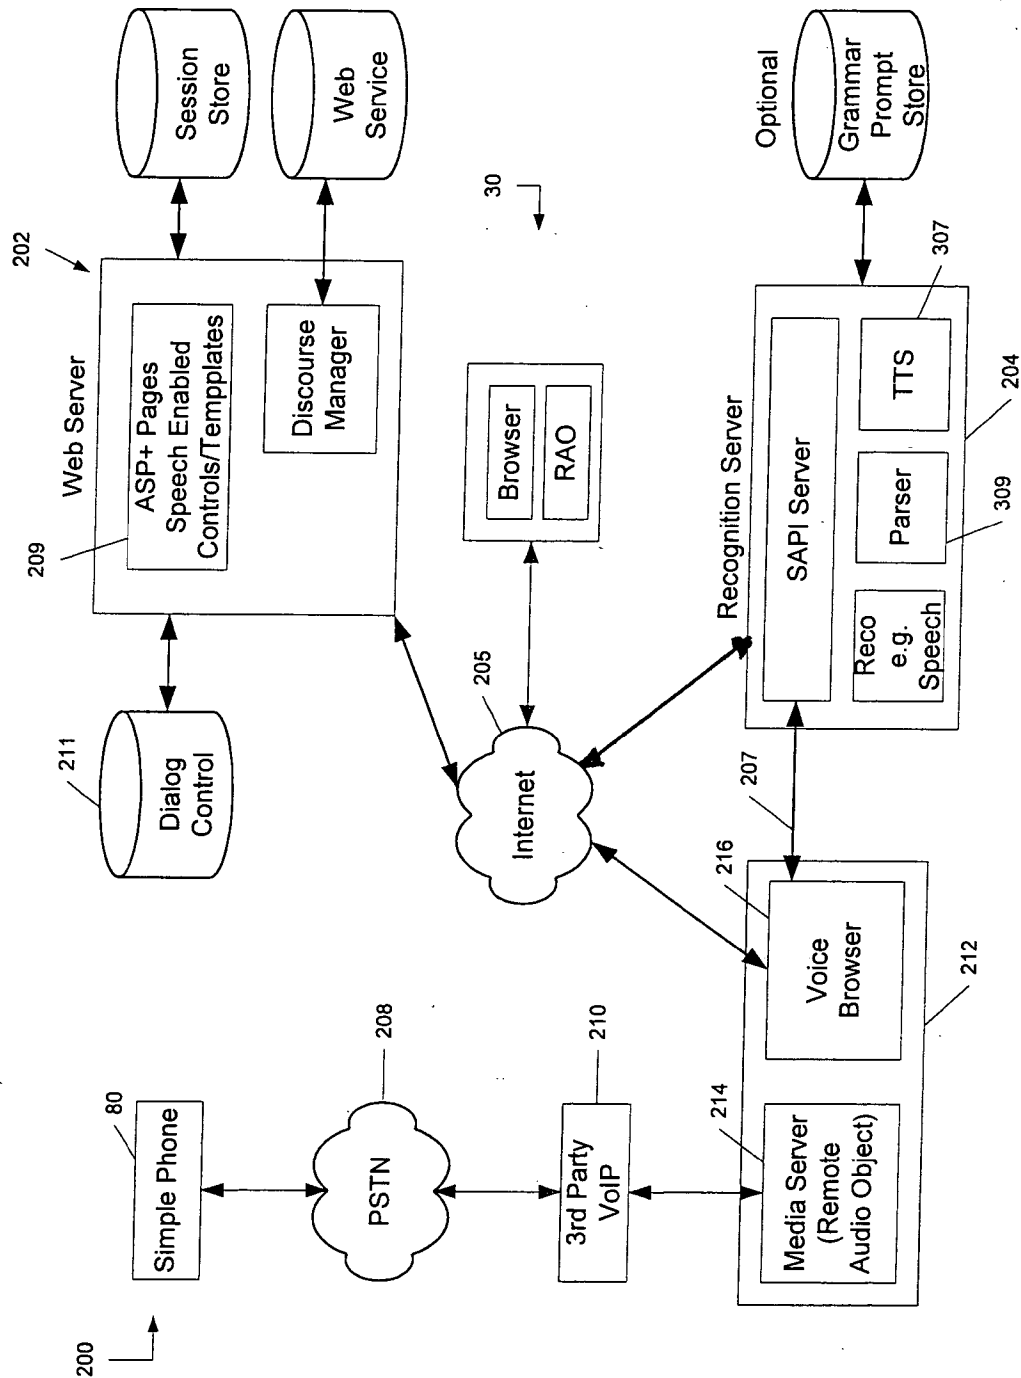 200
80
Simple Phone
208
PSTN
210
3rd Party
VoIP
214
Media Server
(Remote
Audio Object)
216
Voice
Browser
212
211
Dialog
Control
205
Internet
207
202
Web Server
209
ASP+ Pages
Speech Enabled
Controls/Tempplates
Discourse
Manager
Session
Store
Web
Service
30
Browser
RAO
Recognition Server
SAPI Server
Reco
e.g.
Speech
Parser
309
TTS
307
204
Optional
Grammar
Prompt
Store